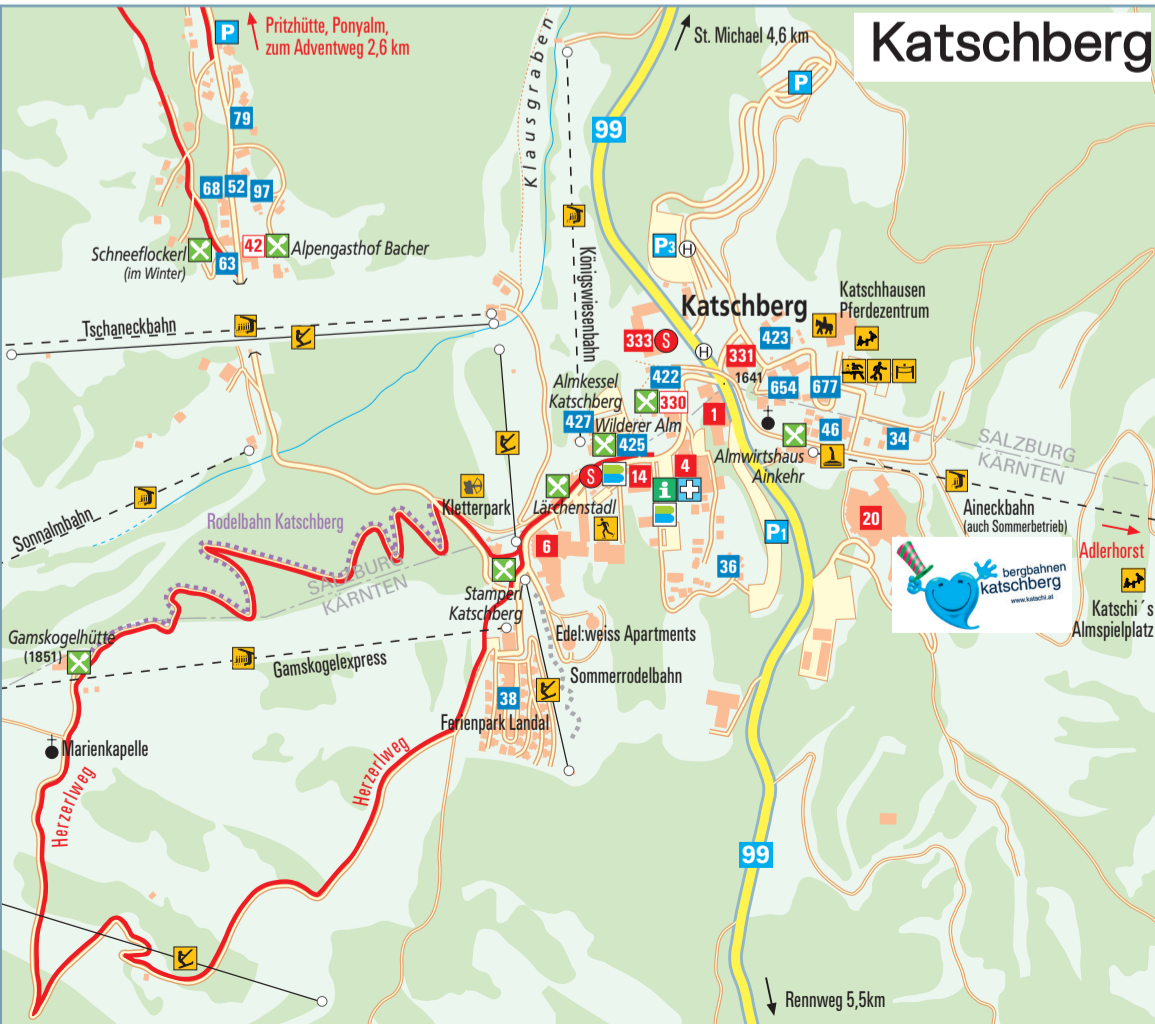 Katschberg
Pritzhütte, Ponyalm,
zum Adventweg 2,6 km
St. Michael 4,6 km
P
P
79
99
Klausgraben
68
52
97
Schneeflockerl
(im Winter)
42
Alpengasthof Bacher
63
P3
H
Königswiesenbahn
Katschberg
Katschhausen
Pferdezentrum
Tschaneckbahn
333
S
H
331
423
1641
422
654
677
Almkessel
Katschberg
330
1
427
Wilderer Alm
425
46
34
Almwirtshaus
Ainkehr
SALZBURG
KÄRNTEN
4
14
S
i
Kletterpark
Lärchenstadl
Sonnalmbahn
Rodelbahn Katschberg
Aineckbahn
(auch Sommerbetrieb)
20
P1
Adlerhorst
6
36
bergbahnen
katschberg
www.katschi.at
SALZBURG
KÄRNTEN
Stamperl
Katschberg
Katschi´s
Almspielplatz
Gamskogelhütte
(1851)
Edel:weiss Apartments
Gamskogelexpress
Sommerrodelbahn
38
Ferienpark Landal
Marienkapelle
Herzerlweg
Herzerlweg
99
Rennweg 5,5km